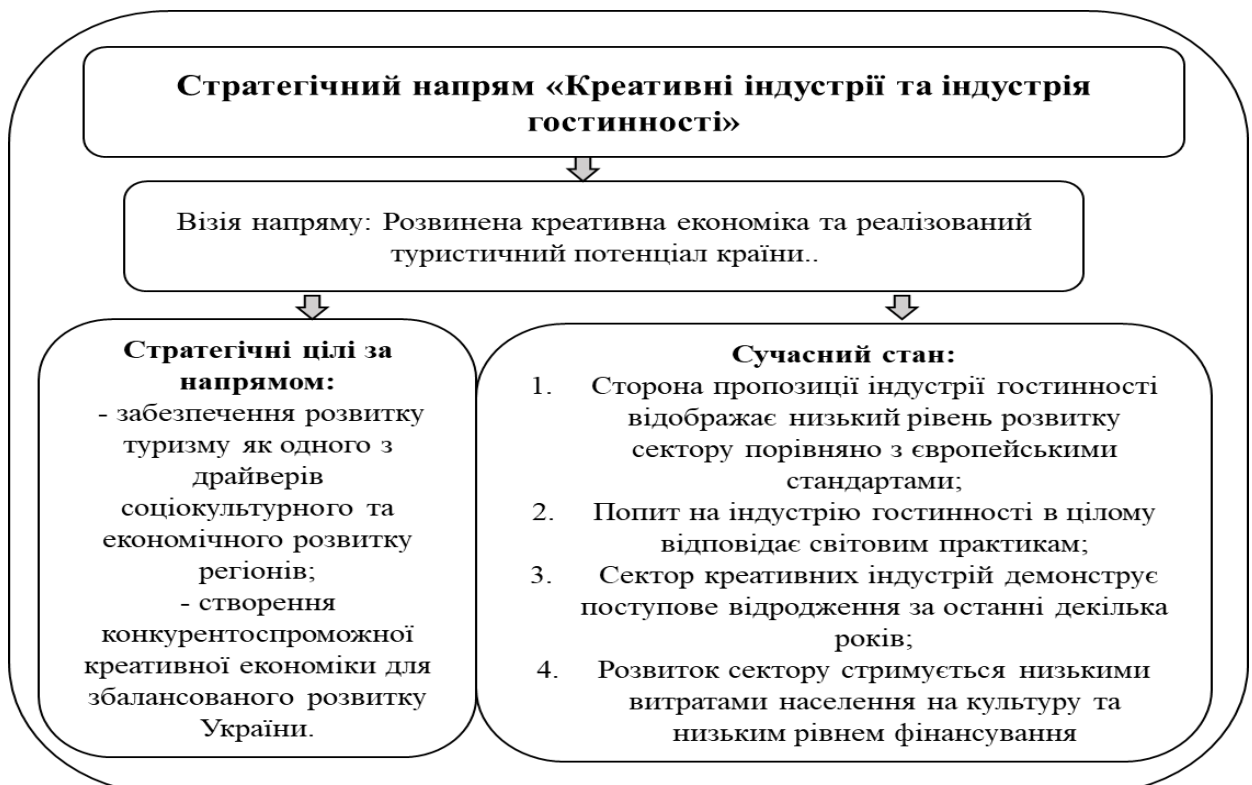 Стратегічний напрям «Креативні індустрії та індустрія
гостинності»
Візія напряму: Розвинена креативна економіка та реалізований
туристичний потенціал країни..
Стратегічні цілі за
напрямом:
- забезпечення розвитку
туризму як одного з
драйверів
соціокультурного та
економічного розвитку
регіонів;
- створення
конкурентоспроможної
креативної економіки для
збалансованого розвитку
України.
Сучасний стан:
1. Сторона пропозиції індустрії гостинності
відображає низький рівень розвитку
сектору порівняно з європейськими
стандартами;
2. Попит на індустрію гостинності в цілому
відповідає світовим практикам;
3. Сектор креативних індустрій демонструє
поступове відродження за останні декілька
років;
4. Розвиток сектору стримується низькими
витратами населення на культуру та
низьким рівнем фінансування